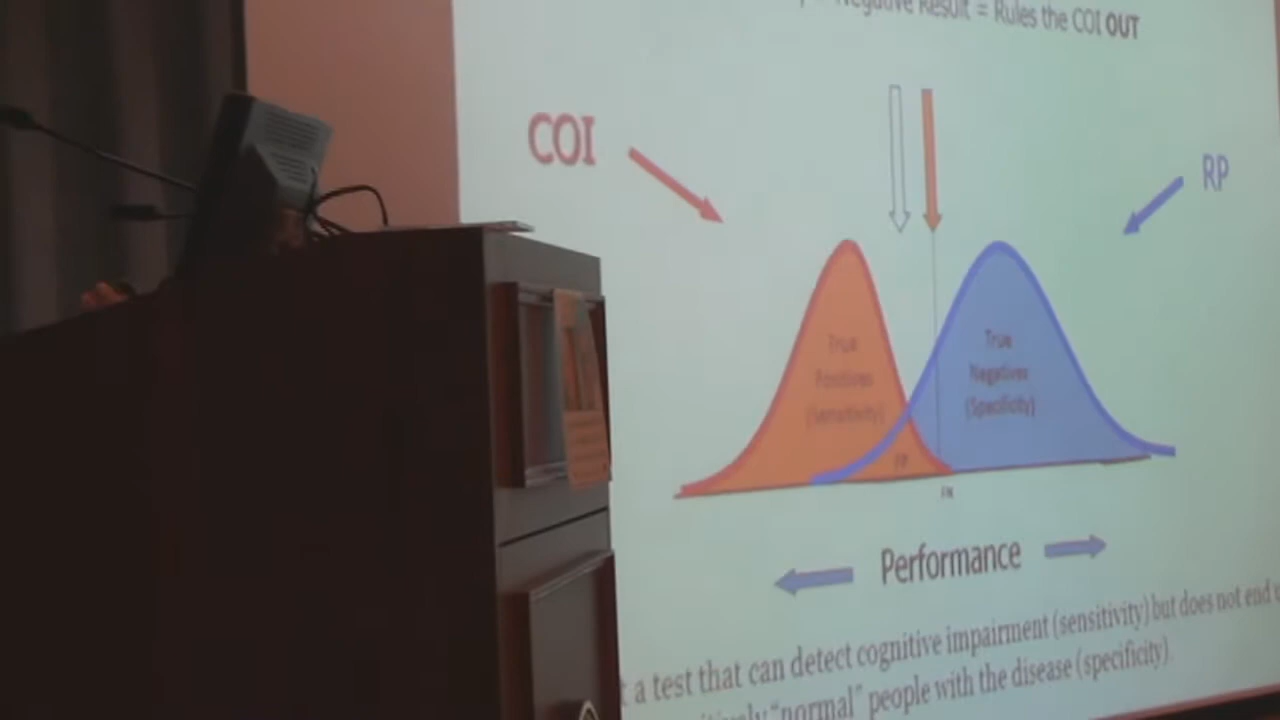 Negative Result = Rules the COI OUT
COI
RP
True
Positives
(Sensitivity)
True
Negatives
(Specificity)
FP
FN
Performance
a test that can detect cognitive impairment (sensitivity) but does not end
"normal" people with the disease (specificity).